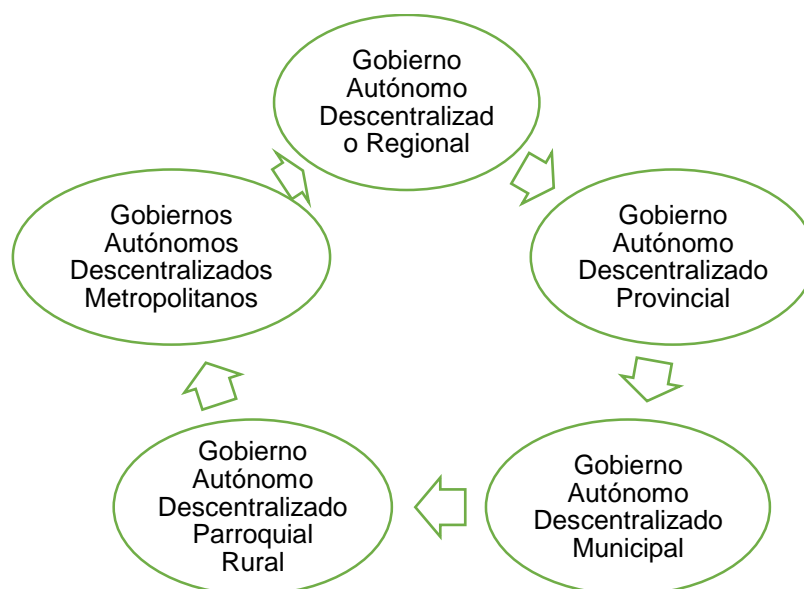 Gobierno
Autónomo
Descentralizad
o Regional
Gobierno
Autónomo
Descentralizado
Provincial
Gobierno
Autónomo
Descentralizado
Municipal
Gobierno
Autónomo
Descentralizado
Parroquial
Rural
Gobiernos
Autónomos
Descentralizados
Metropolitanos